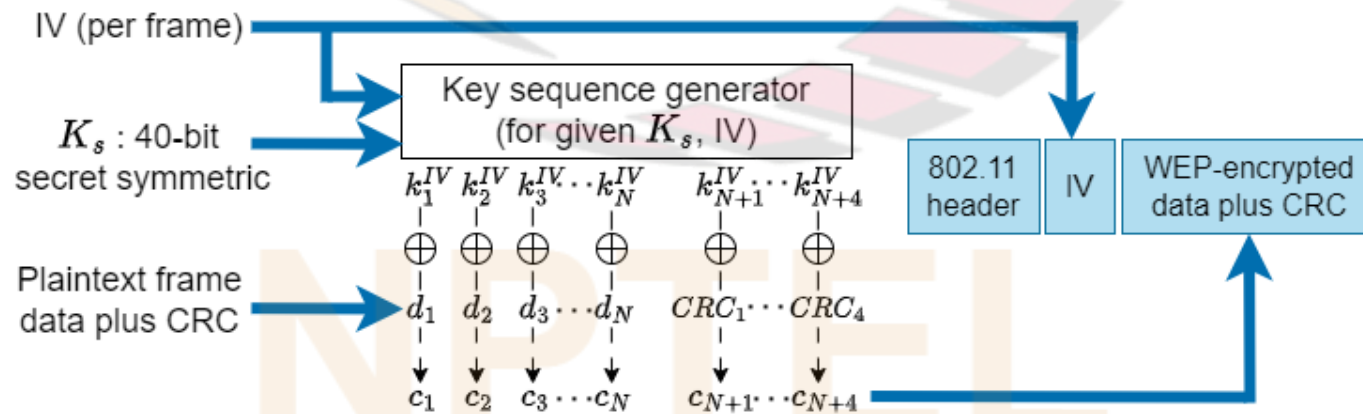 IV (per frame)
Key sequence generator
(for given K_s, IV)
K_s : 40-bit
secret symmetric
802.11
header
IV
WEP-encrypted
data plus CRC
k_1^{IV} k_2^{IV} k_3^{IV} ⋯ k_N^{IV} k_{N+1}^{IV} ⋯ k_{N+4}^{IV}
Plaintext frame
data plus CRC
d_1 d_2 d_3 ⋯ d_N CRC_1 ⋯ CRC_4
c_1 c_2 c_3 ⋯ c_N c_{N+1} ⋯ c_{N+4}
NPTEL